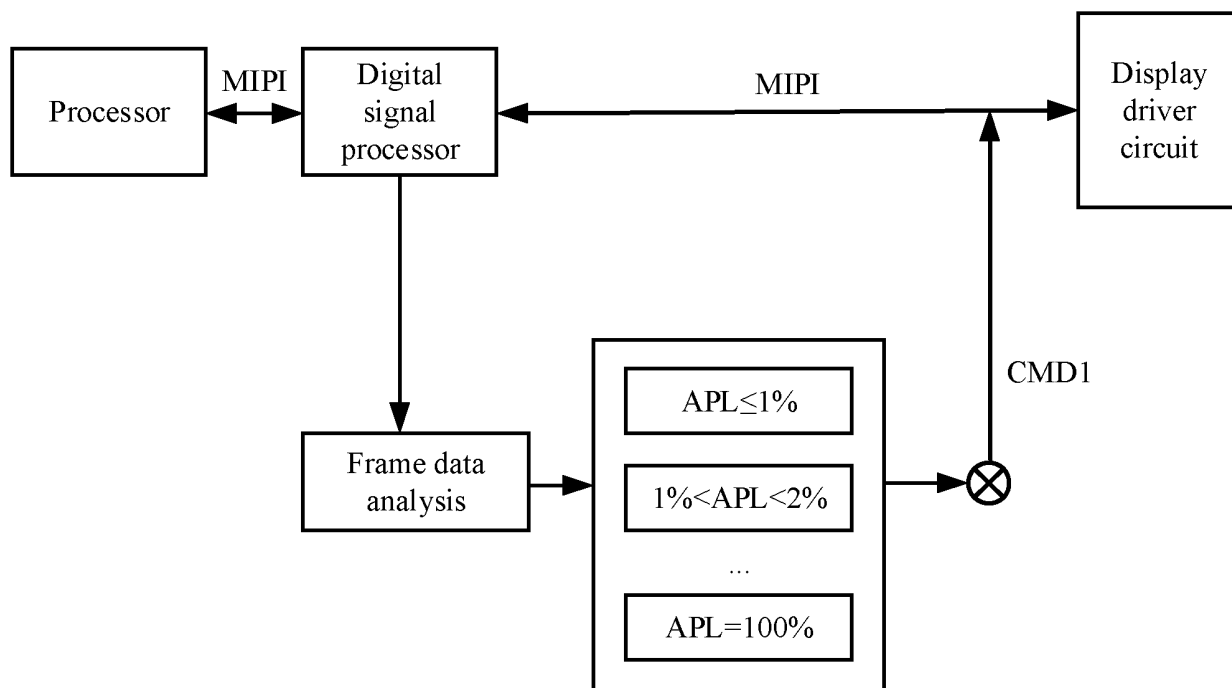 Processor
MIPI
Digital
signal
processor
MIPI
Display
driver
circuit
Frame data
analysis
APL≤1%
1%<APL<2%
...
APL=100%
CMD1